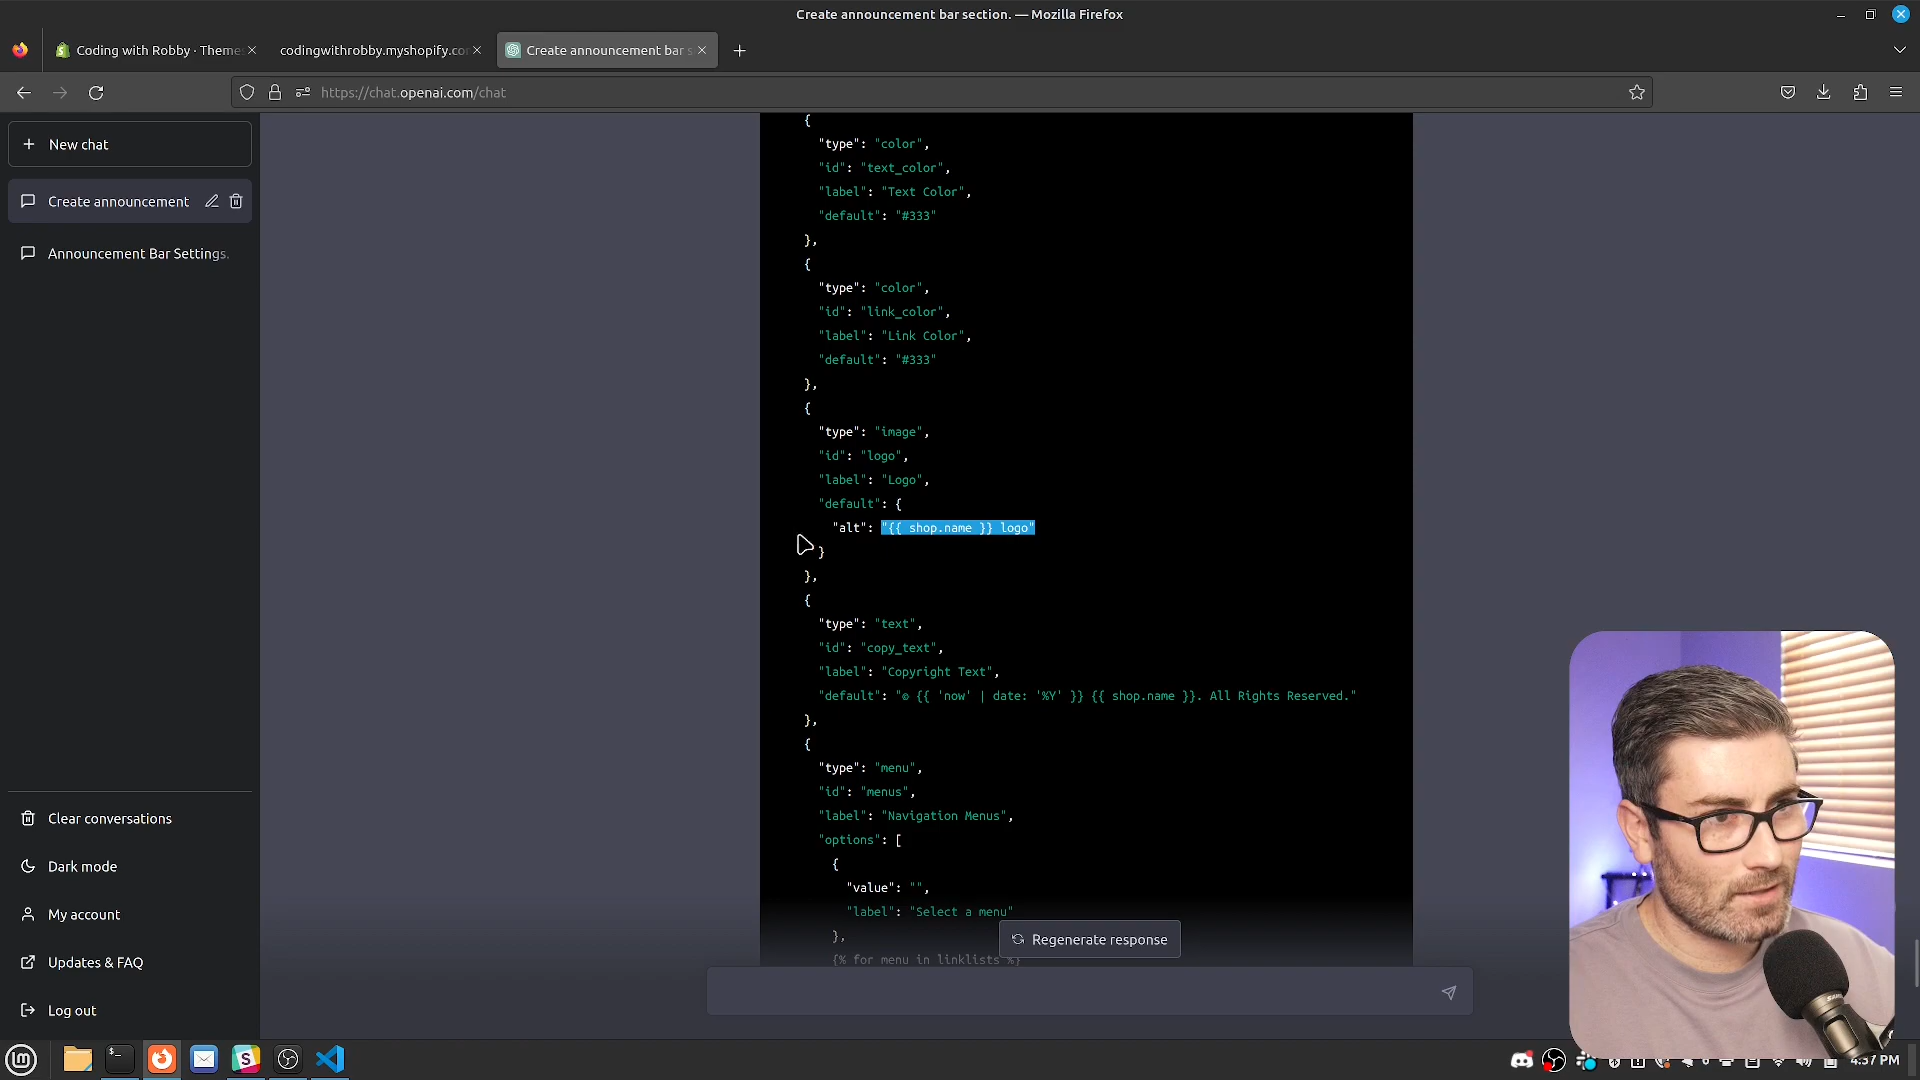 Create announcement bar section. — Mozilla Firefox
Coding with Robby · Themes
codingwithrobby.myshopify.co
Create announcement bar s
https://chat.openai.com/chat
New chat
Create announcement
Announcement Bar Settings.
{
"type": "color",
"id": "text_color",
"label": "Text Color",
"default": "#333"
},
{
"type": "color",
"id": "link_color",
"label": "Link Color",
"default": "#333"
},
{
"type": "image",
"id": "logo",
"label": "Logo",
"default": {
"alt": "{{ shop.name }} logo"
}
},
{
"type": "text",
"id": "copy_text",
"label": "Copyright Text",
"default": "© {{ 'now' | date: '%Y' }} {{ shop.name }}. All Rights Reserved."
},
{
"type": "menu",
"id": "menus",
"label": "Navigation Menus",
"options": [
{
"value": "",
"label": "Select a menu"
},
{% for menu in linklists %}
Regenerate response
Clear conversations
Dark mode
My account
Updates & FAQ
Log out
4:37 PM